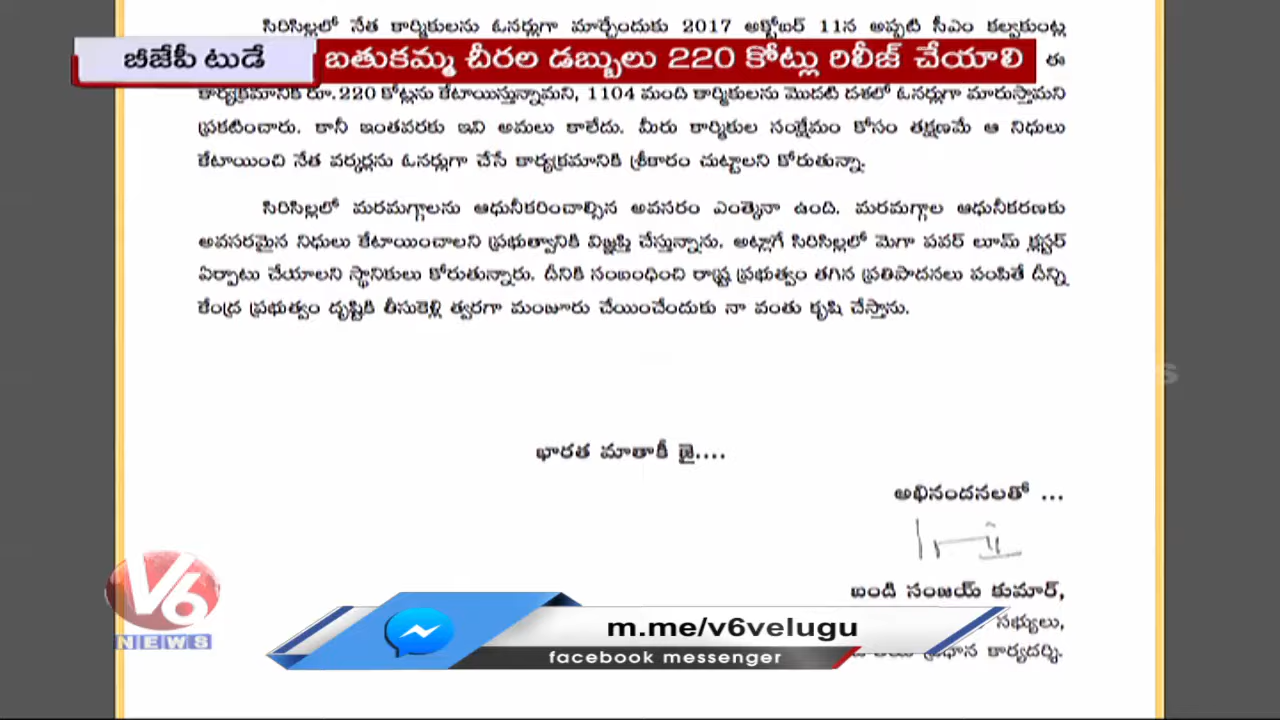 సిరిసిల్లలో నేత కార్మికులను ఓనర్లుగా మార్చేందుకు 2017 అక్టోబర్ 11న అప్పటి సీఎం కల్వకుంట్ల
బీజేపీ టుడే
బతుకమ్మ చీరల డబ్బులు 220 కోట్లు రిలీజ్ చేయాలి
ఈ
కార్యక్రమానికి రూ.220 కోట్లను కేటాయిస్తున్నామని, 1104 మంది కార్మికులను మొదటి దశలో ఓనర్లుగా మారుస్తామని
ప్రకటించారు. కానీ ఇంతవరకు ఇవి అమలు కాలేదు. మీరు కార్మికుల సంక్షేమం కోసం తక్షణమే ఆ నిధులు
కేటాయించి నేత వర్కర్లను ఓనర్లుగా చేసే కార్యక్రమానికి శ్రీకారం చుట్టాలని కోరుతున్నా.
సిరిసిల్లలో మరమగ్గాలను ఆధునీకరించాల్సిన అవసరం ఎంతైనా ఉంది. మరమగ్గాల ఆధునీకరణకు
అవసరమైన నిధులు కేటాయించాలని ప్రభుత్వానికి విజ్ఞప్తి చేస్తున్నాను. అట్లాగే సిరిసిల్లలో మెగా పవర్ లూమ్ క్లస్టర్
ఏర్పాటు చేయాలని స్థానికులు కోరుతున్నారు. దీనికి సంబంధించి రాష్ట్ర ప్రభుత్వం తగిన ప్రతిపాదనలు పంపితే దీన్ని
కేంద్ర ప్రభుత్వం దృష్టికి తీసుకెళ్లి త్వరగా మంజూరు చేయించేందుకు నా వంతు కృషి చేస్తాను.
భారత మాతాకీ జై....
అభినందనలతో ...
బండి సంజయ్ కుమార్,
సభ్యులు,
ప్రధాన కార్యదర్శి.
V6
NEWS
m.me/v6velugu
facebook messenger